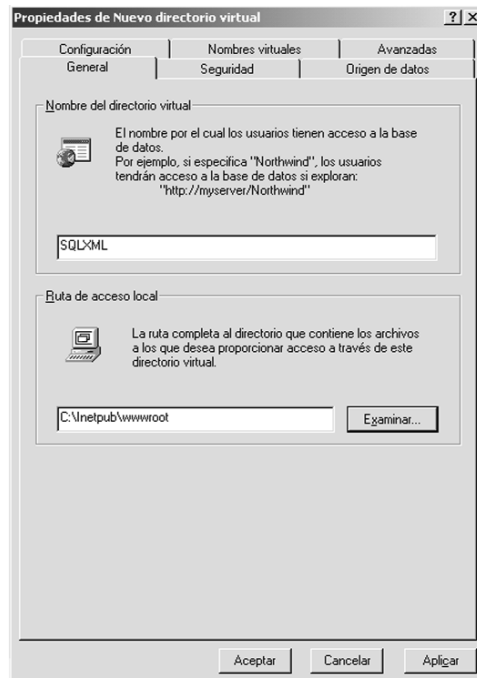 Propiedades de Nuevo directorio virtual
Configuración Nombres virtuales Avanzadas
General Seguridad Origen de datos
Nombre del directorio virtual
El nombre por el cual los usuarios tienen acceso a la base
de datos.
Por ejemplo, si especifica "Northwind", los usuarios
tendrán acceso a la base de datos si exploran:
"http://myserver/Northwind"
SQLXML
Ruta de acceso local
La ruta completa al directorio que contiene los archivos
a los que desea proporcionar acceso a través de este
directorio virtual.
C:\Inetpub\wwwroot
Examinar...
Aceptar Cancelar Aplicar